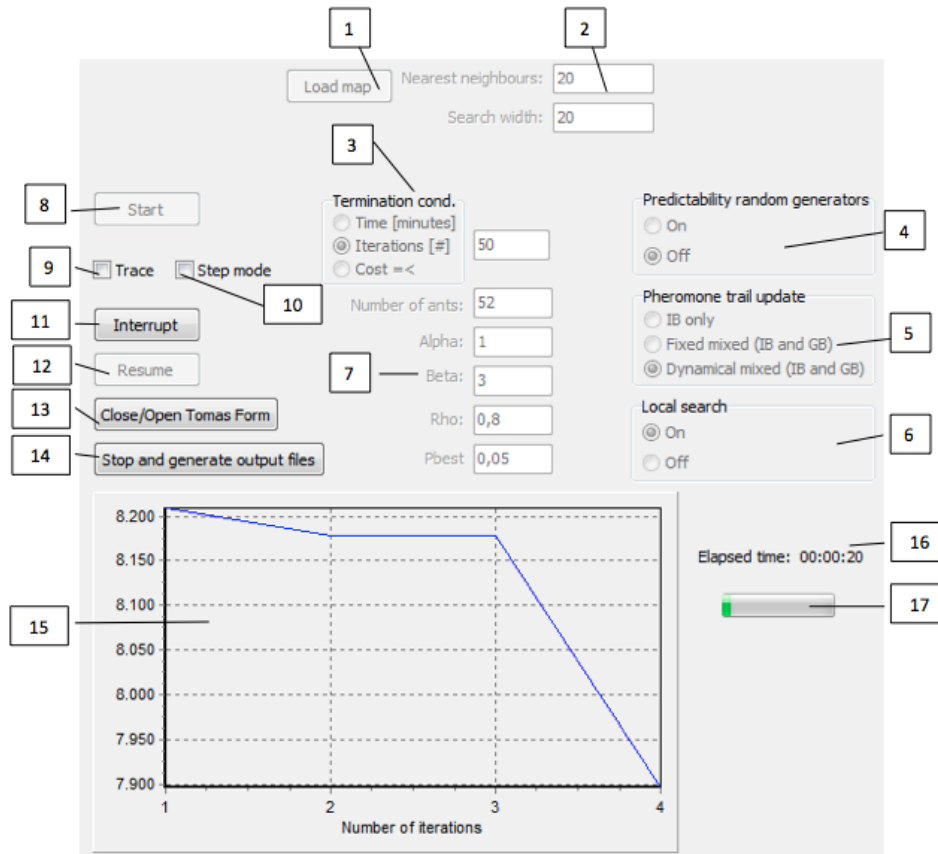 1
2
Load map
Nearest neighbours: 20
Search width: 20
3
8
Start
Termination cond.
Time [minutes]
Iterations [#] 50
Cost =<
Predictability random generators
On
Off
4
9
Trace
Step mode
10
Number of ants: 52
Alpha: 1
7
Beta: 3
Rho: 0,8
Pbest 0,05
Pheromone trail update
IB only
Fixed mixed (IB and GB)
Dynamical mixed (IB and GB)
5
11
Interrupt
12
Resume
13
Close/Open Tomas Form
14
Stop and generate output files
Local search
On
Off
6
8.200
8.150
8.100
8.050
8.000
7.950
7.900
1
2
3
4
Number of iterations
15
Elapsed time: 00:00:20
16
17